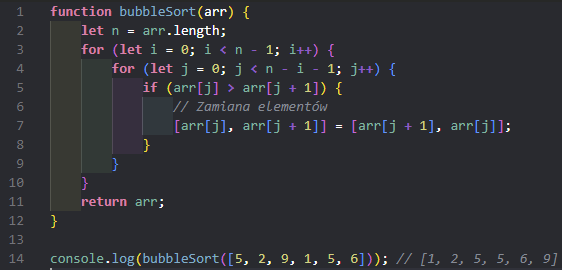 1 function bubbleSort(arr) {
2     let n = arr.length;
3     for (let i = 0; i < n - 1; i++) {
4         for (let j = 0; j < n - i - 1; j++) {
5             if (arr[j] > arr[j + 1]) {
6                 // Zamiana elementów
7                 [arr[j], arr[j + 1]] = [arr[j + 1], arr[j]];
8             }
9         }
10     }
11     return arr;
12 }
13
14 console.log(bubbleSort([5, 2, 9, 1, 5, 6])); // [1, 2, 5, 5, 6, 9]